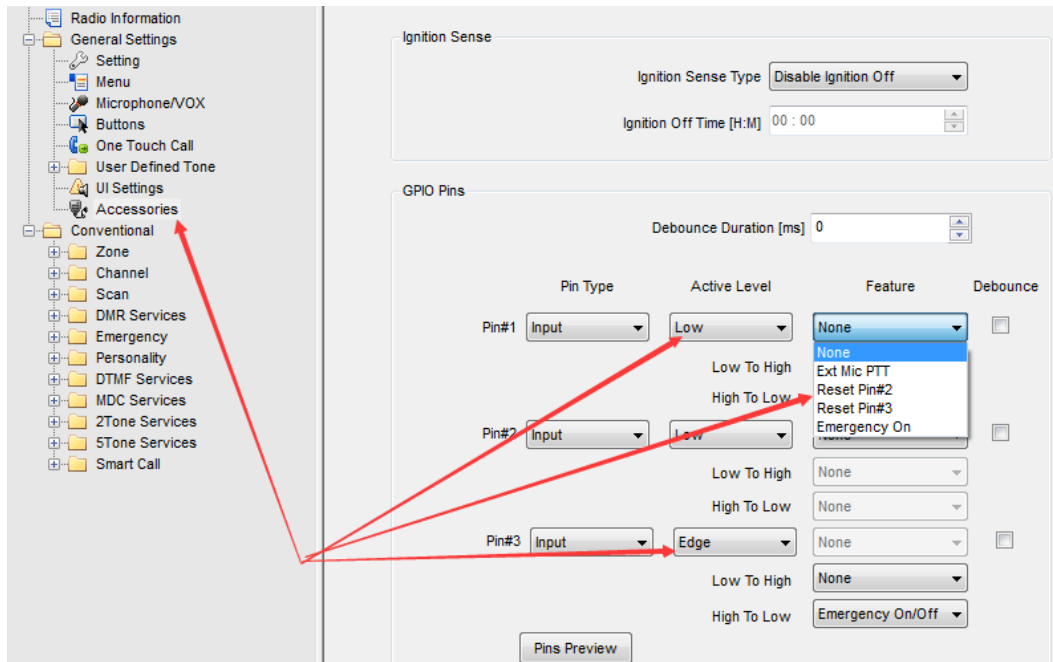 Radio Information
General Settings
Setting
Menu
Microphone/VOX
Buttons
One Touch Call
User Defined Tone
UI Settings
Accessories
Conventional
Zone
Channel
Scan
DMR Services
Emergency
Personality
DTMF Services
MDC Services
2Tone Services
5Tone Services
Smart Call
Ignition Sense
Ignition Sense Type Disable Ignition Off
Ignition Off Time [H:M] 00 : 00
GPIO Pins
Debounce Duration [ms] 0
Pin Type Active Level Feature Debounce
Pin#1 Input Low None
None
Low To High Ext Mic PTT
Reset Pin#2
High To Low Reset Pin#3
Emergency On
Pin#2 Input Low None
Low To High None
High To Low None
Pin#3 Input Edge None
Low To High None
High To Low Emergency On/Off
Pins Preview